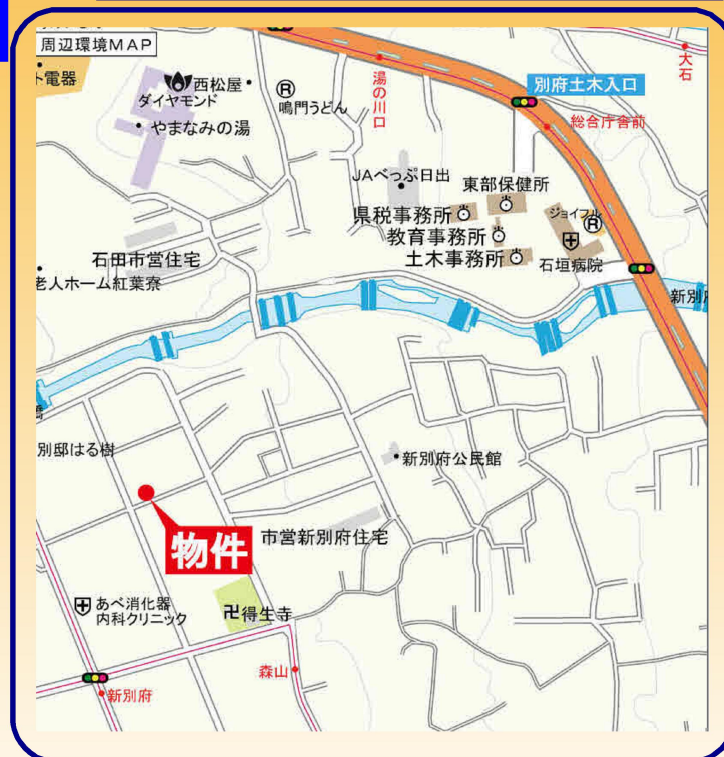 周辺環境MAP
ト電器
西松屋
ダイヤモンド
やまなみの湯
R
鳴門うどん
湯の川口
別府土木入口
大石
総合庁舎前
JAべっぷ日出
東部保健所
県税事務所
教育事務所
土木事務所
ジョイフル
R
石垣病院
石田市営住宅
老人ホーム紅葉寮
新別府
橋
別邸はる樹
新別府公民館
物件
市営新別府住宅
あべ消化器
内科クリニック
卍得生寺
森山
新別府